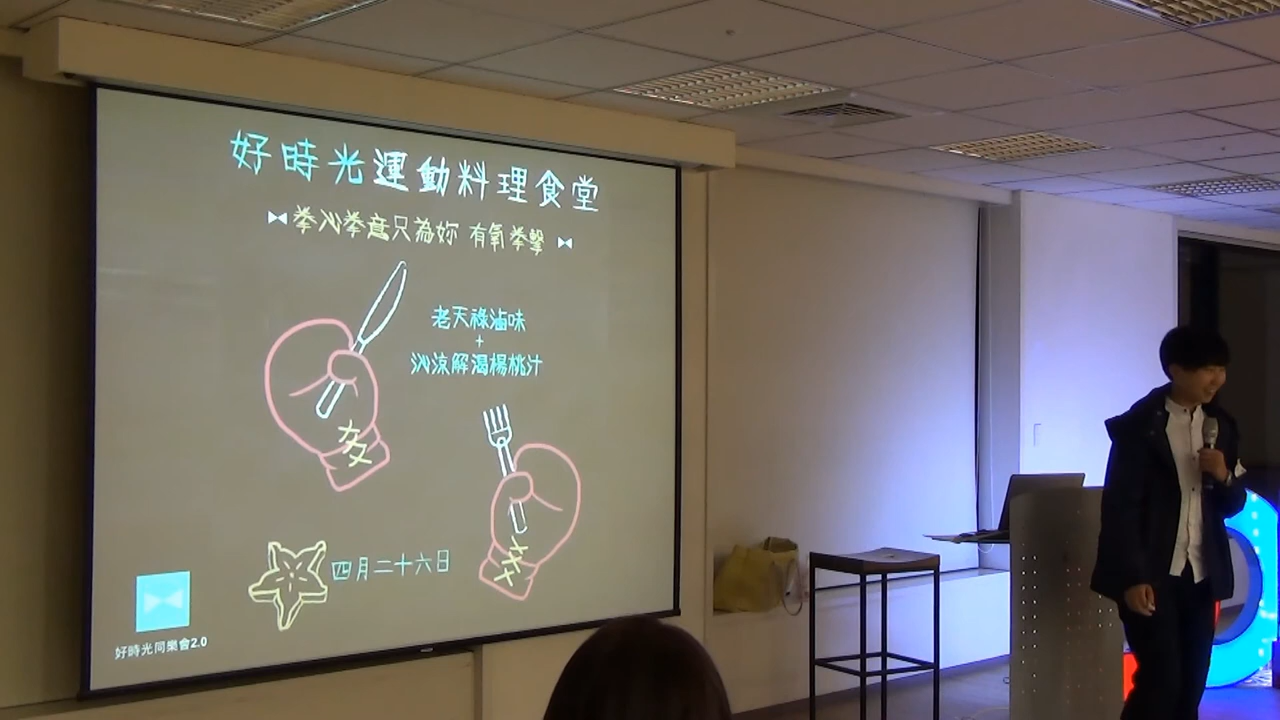 好時光運動料理食堂
拳沁拳意只為妳 有氧拳擊
老天祿滷味
+
沁涼解渴楊桃汁
友
友
四月二十六日
好時光同樂會2.0